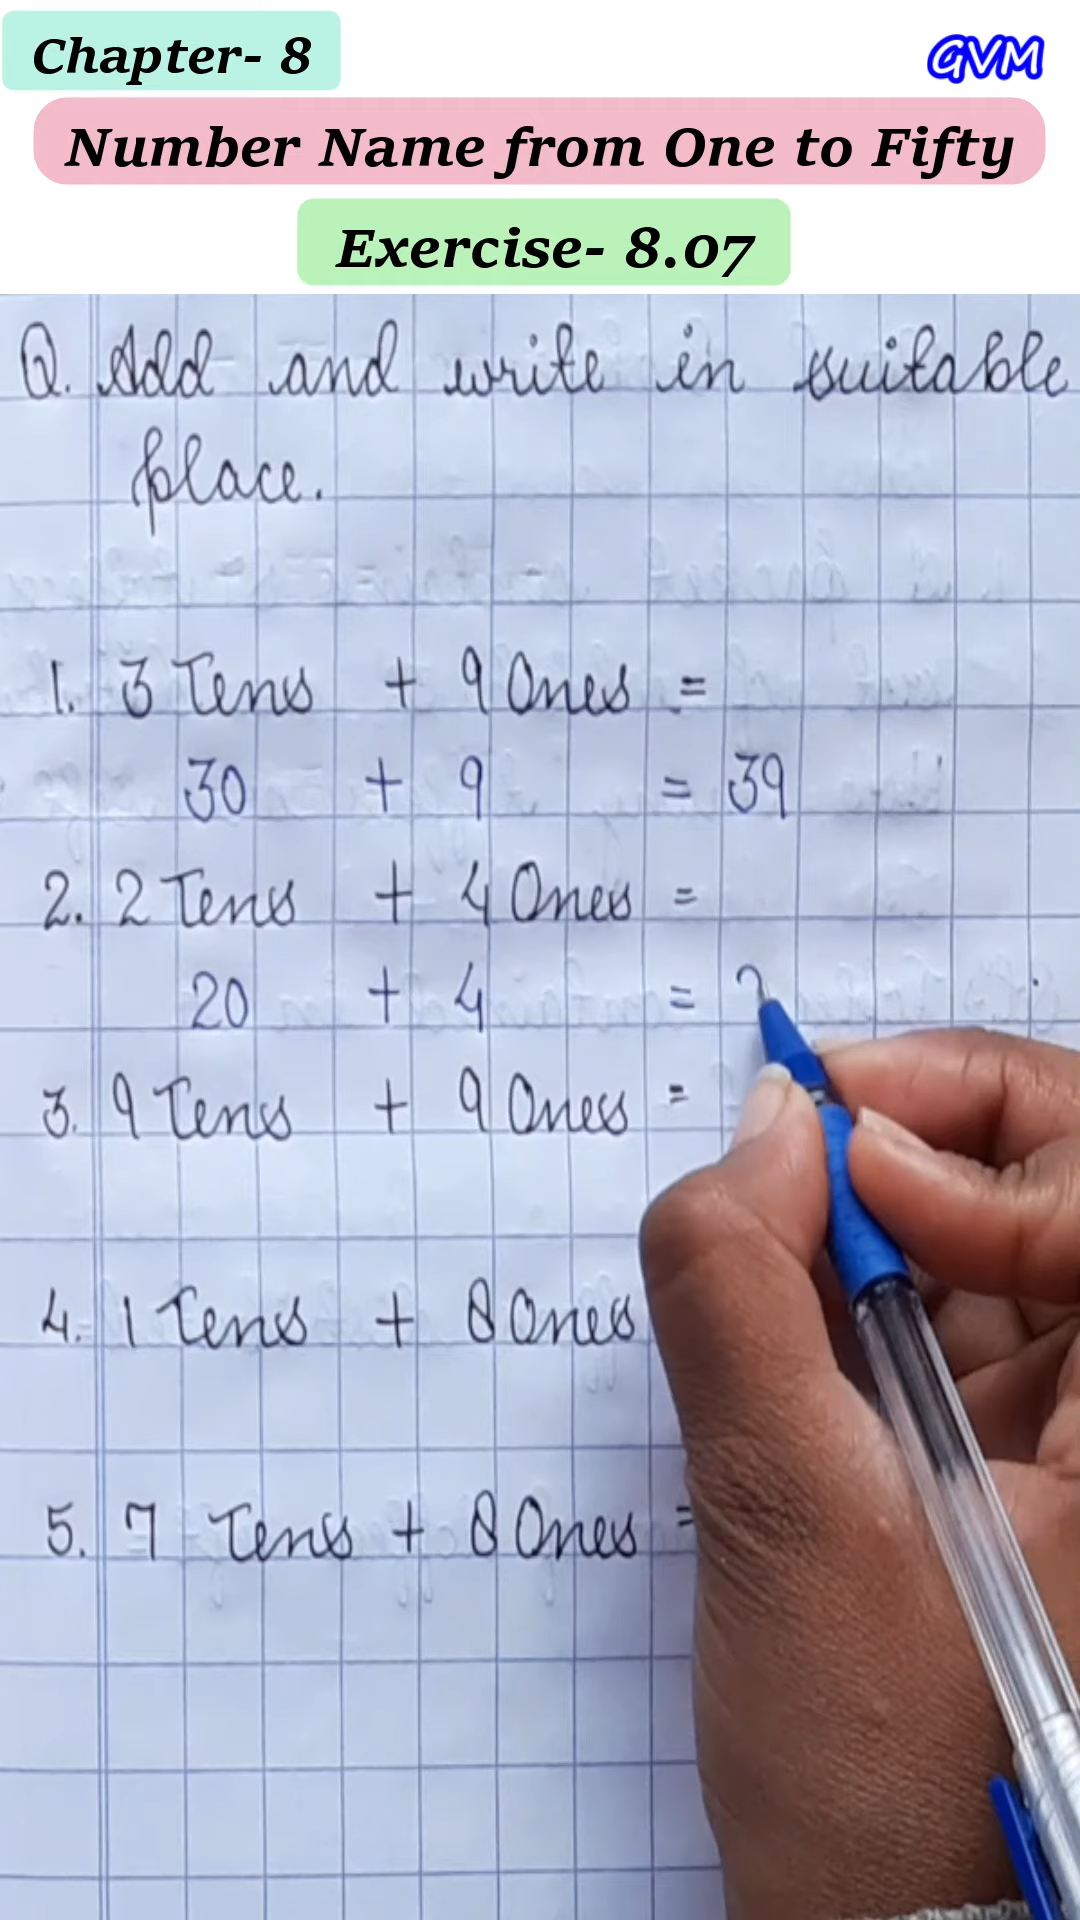 Chapter- 8
GVM
Number Name from One to Fifty
Exercise- 8.07
Q. Add and write in suitable
place.
1. 3 Tens + 9 Ones =
30 + 9 = 39
2. 2 Tens + 4 Ones =
20 + 4 = 2
3. 9 Tens + 9 Ones =
4. 1 Tens + 8 Ones
5. 7 Tens + 8 Ones =